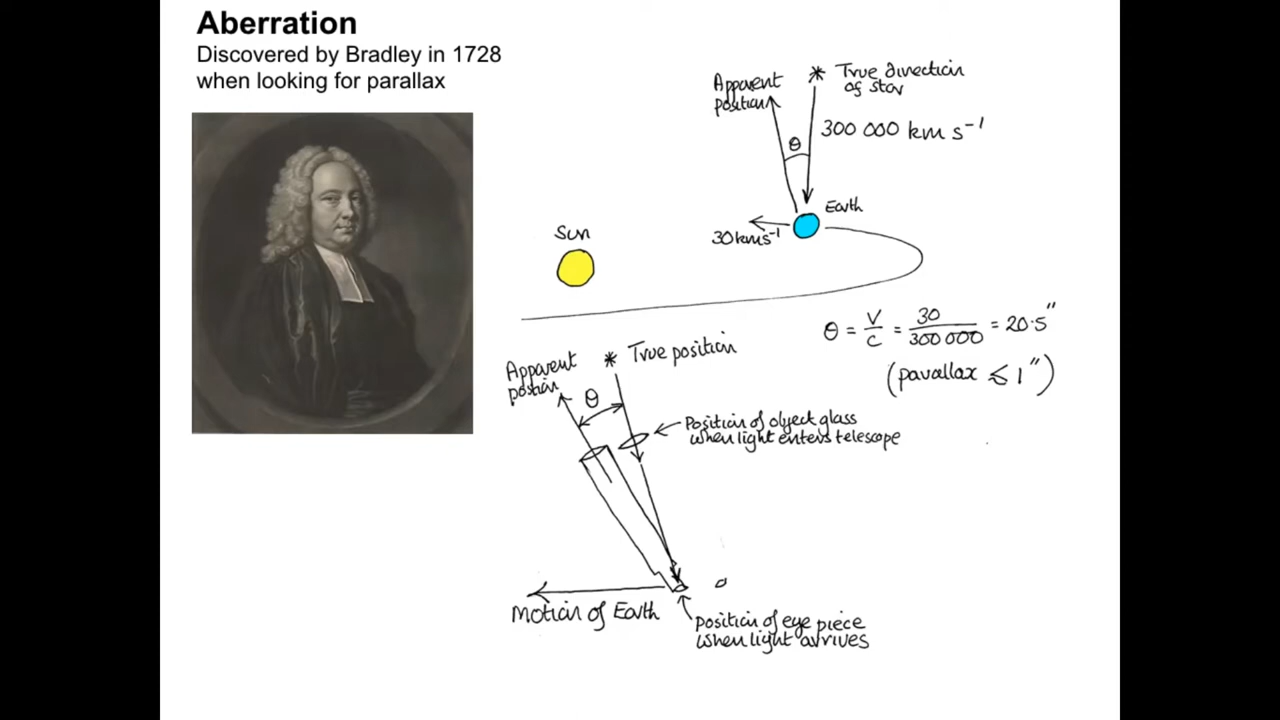 Aberration
Discovered by Bradley in 1728
when looking for parallax
Apparent
position
* True direction
of star
θ
300 000 km s⁻¹
Earth
30 kms⁻¹
Sun
θ = V/C = 30/300 000 = 20.5"
(parallax ≲ 1")
Apparent
position
* True position
θ
Position of object glass
when light enters telescope
Motion of Earth
Position of eye piece
when light arrives